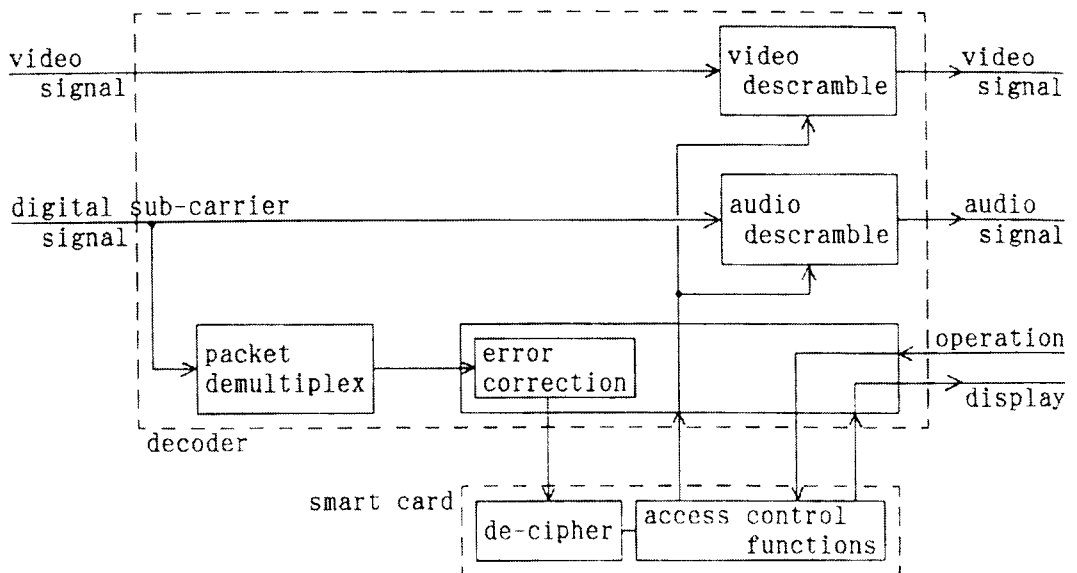 video
signal
video
descramble
video
signal
digital sub-carrier
signal
audio
descramble
audio
signal
packet
demultiplex
error
correction
operation
display
decoder
smart card
de-cipher
access control
functions